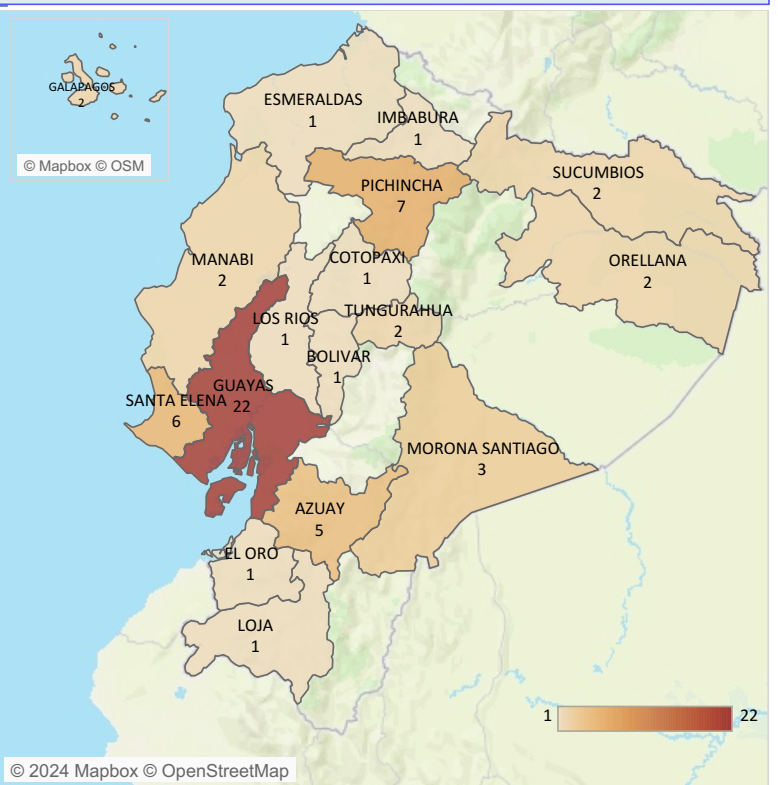 GALÁPAGOS
2
© Mapbox © OSM
ESMERALDAS
1
IMBABURA
1
PICHINCHA
7
SUCUMBIOS
2
MANABI
2
COTOPAXI
1
ORELLANA
2
LOS RIOS
1
TUNGURAHUA
2
BOLIVAR
1
GUAYAS
22
SANTA ELENA
6
MORONA SANTIAGO
3
AZUAY
5
EL ORO
1
LOJA
1
1
22
© 2024 Mapbox © OpenStreetMap